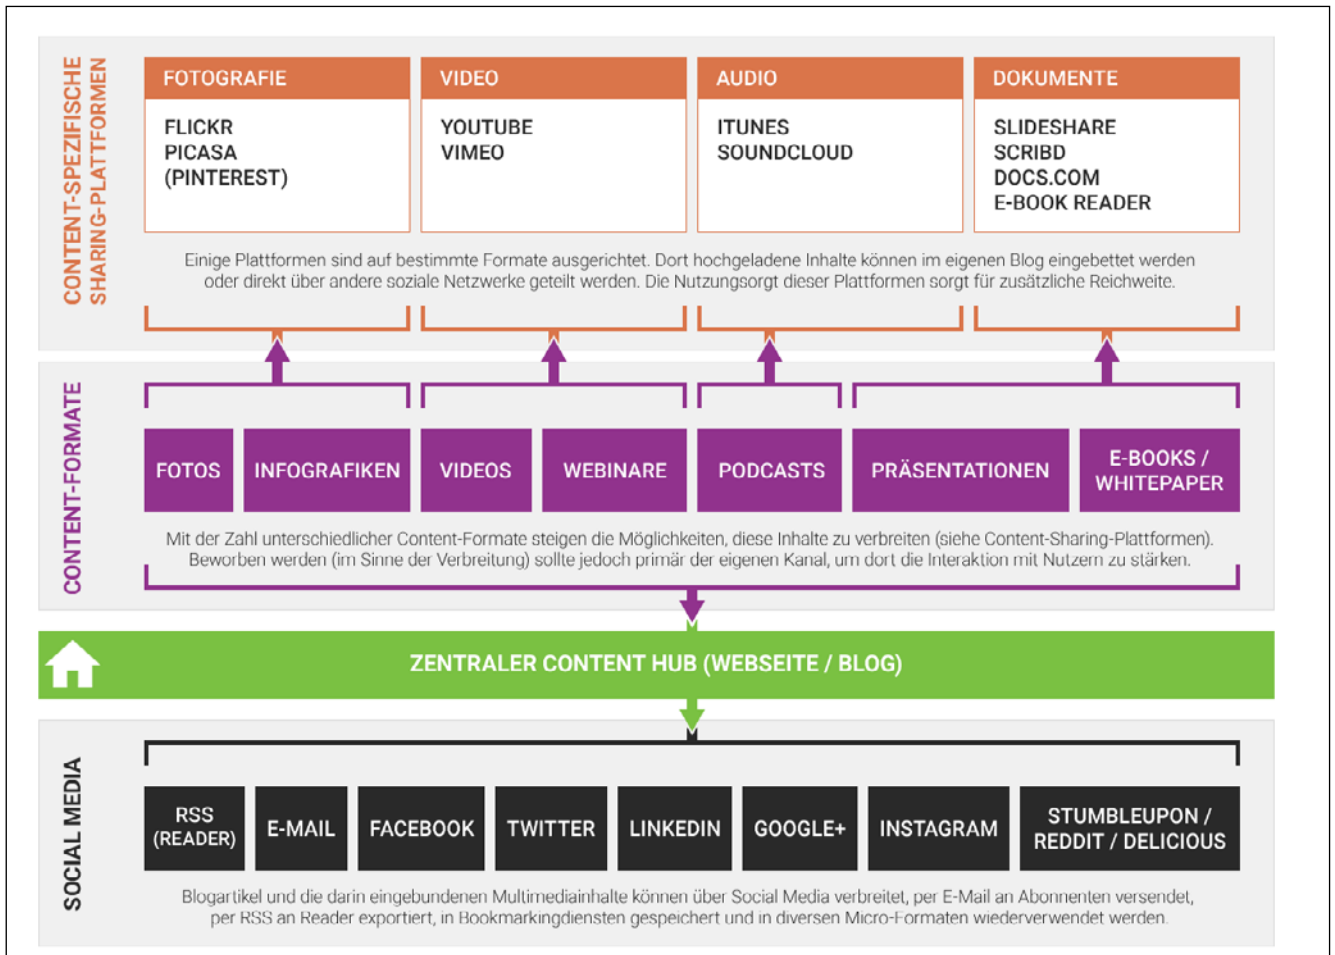 CONTENT-SPEZIFISCHE
SHARING-PLATTFORMEN
FOTOGRAFIE
FLICKR
PICASA
(PINTEREST)
VIDEO
YOUTUBE
VIMEO
AUDIO
ITUNES
SOUNDCLOUD
DOKUMENTE
SLIDESHARE
SCRIBD
DOCS.COM
E-BOOK READER
Einige Plattformen sind auf bestimmte Formate ausgerichtet. Dort hochgeladene Inhalte können im eigenen Blog eingebettet werden
oder direkt über andere soziale Netzwerke geteilt werden. Die Nutzungsorgt dieser Plattformen sorgt für zusätzliche Reichweite.
CONTENT-FORMATE
FOTOS
INFOGRAFIKEN
VIDEOS
WEBINARE
PODCASTS
PRÄSENTATIONEN
E-BOOKS /
WHITEPAPER
Mit der Zahl unterschiedlicher Content-Formate steigen die Möglichkeiten, diese Inhalte zu verbreiten (siehe Content-Sharing-Plattformen).
Beworben werden (im Sinne der Verbreitung) sollte jedoch primär der eigenen Kanal, um dort die Interaktion mit Nutzern zu stärken.
ZENTRALER CONTENT HUB (WEBSEITE / BLOG)
SOCIAL MEDIA
RSS
(READER)
E-MAIL
FACEBOOK
TWITTER
LINKEDIN
GOOGLE+
INSTAGRAM
STUMBLEUPON /
REDDIT / DELICIOUS
Blogartikel und die darin eingebundenen Multimediainhalte können über Social Media verbreitet, per E-Mail an Abonnenten versendet,
per RSS an Reader exportiert, in Bookmarkingdiensten gespeichert und in diversen Micro-Formaten wiederverwendet werden.